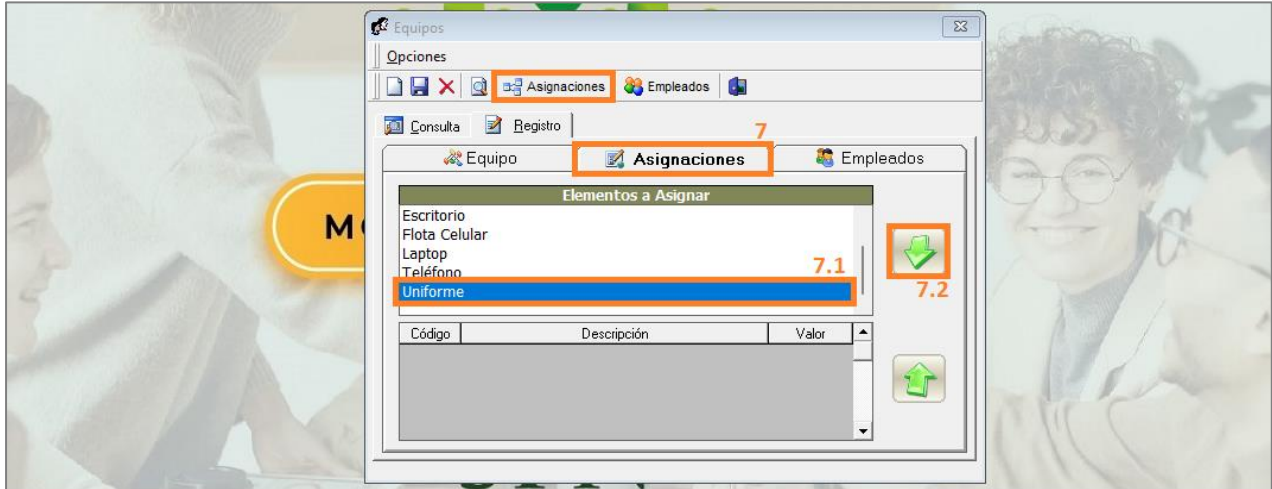 Equipos
Opciones
Asignaciones Empleados
Consulta Registro
7
Equipo Asignaciones Empleados
Elementos a Asignar
Escritorio
Flota Celular
Laptop
Teléfono
7.1
Uniforme
7.2
Código Descripción Valor